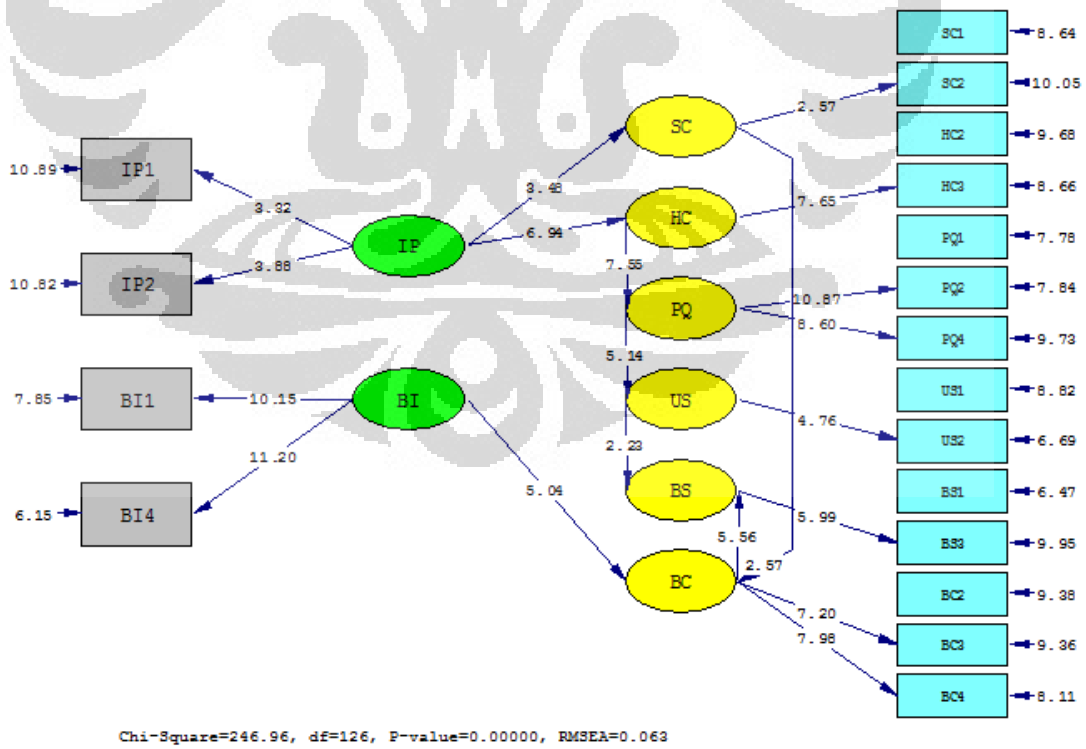 SC1
8.64
SC2
10.05
2.57
SC
HC2
9.68
10.89
IP1
3.48
HC3
8.66
7.65
3.32
HC
6.94
IP
PQ1
7.78
3.88
7.55
10.82
IP2
PQ2
7.84
10.87
PQ
8.60
PQ4
9.73
5.14
US1
8.82
7.85
BI1
10.15
BI
US
4.76
US2
6.69
2.23
11.20
BS1
6.47
5.04
BS
5.99
6.15
BI4
BS3
9.95
5.56
2.57
BC
BC2
9.38
7.20
7.98
BC3
9.36
BC4
8.11
Chi-Square=246.96, df=126, P-value=0.00000, RMSEA=0.063